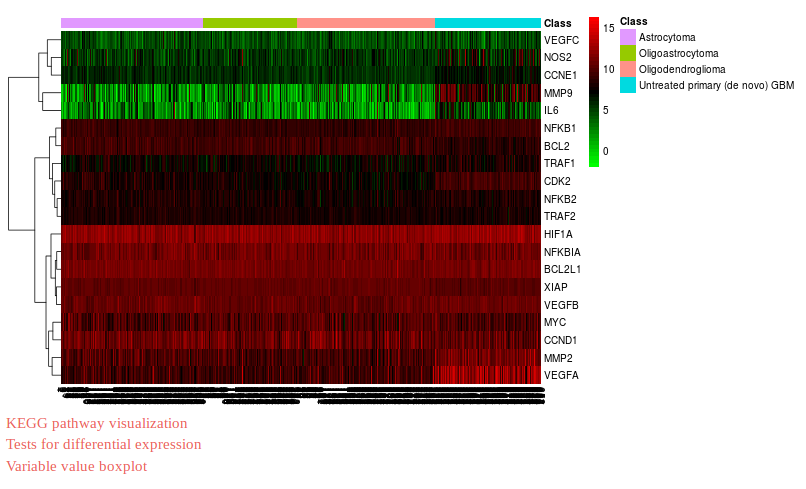 Class
VEGFC
NOS2
CCNE1
MMP9
IL6
NFKB1
BCL2
TRAF1
CDK2
NFKB2
TRAF2
HIF1A
NFKBIA
BCL2L1
XIAP
VEGFB
MYC
CCND1
MMP2
VEGFA
15
10
5
0
Class
Astrocytoma
Oligoastrocytoma
Oligodendroglioma
Untreated primary (de novo) GBM
KEGG pathway visualization
Tests for differential expression
Variable value boxplot